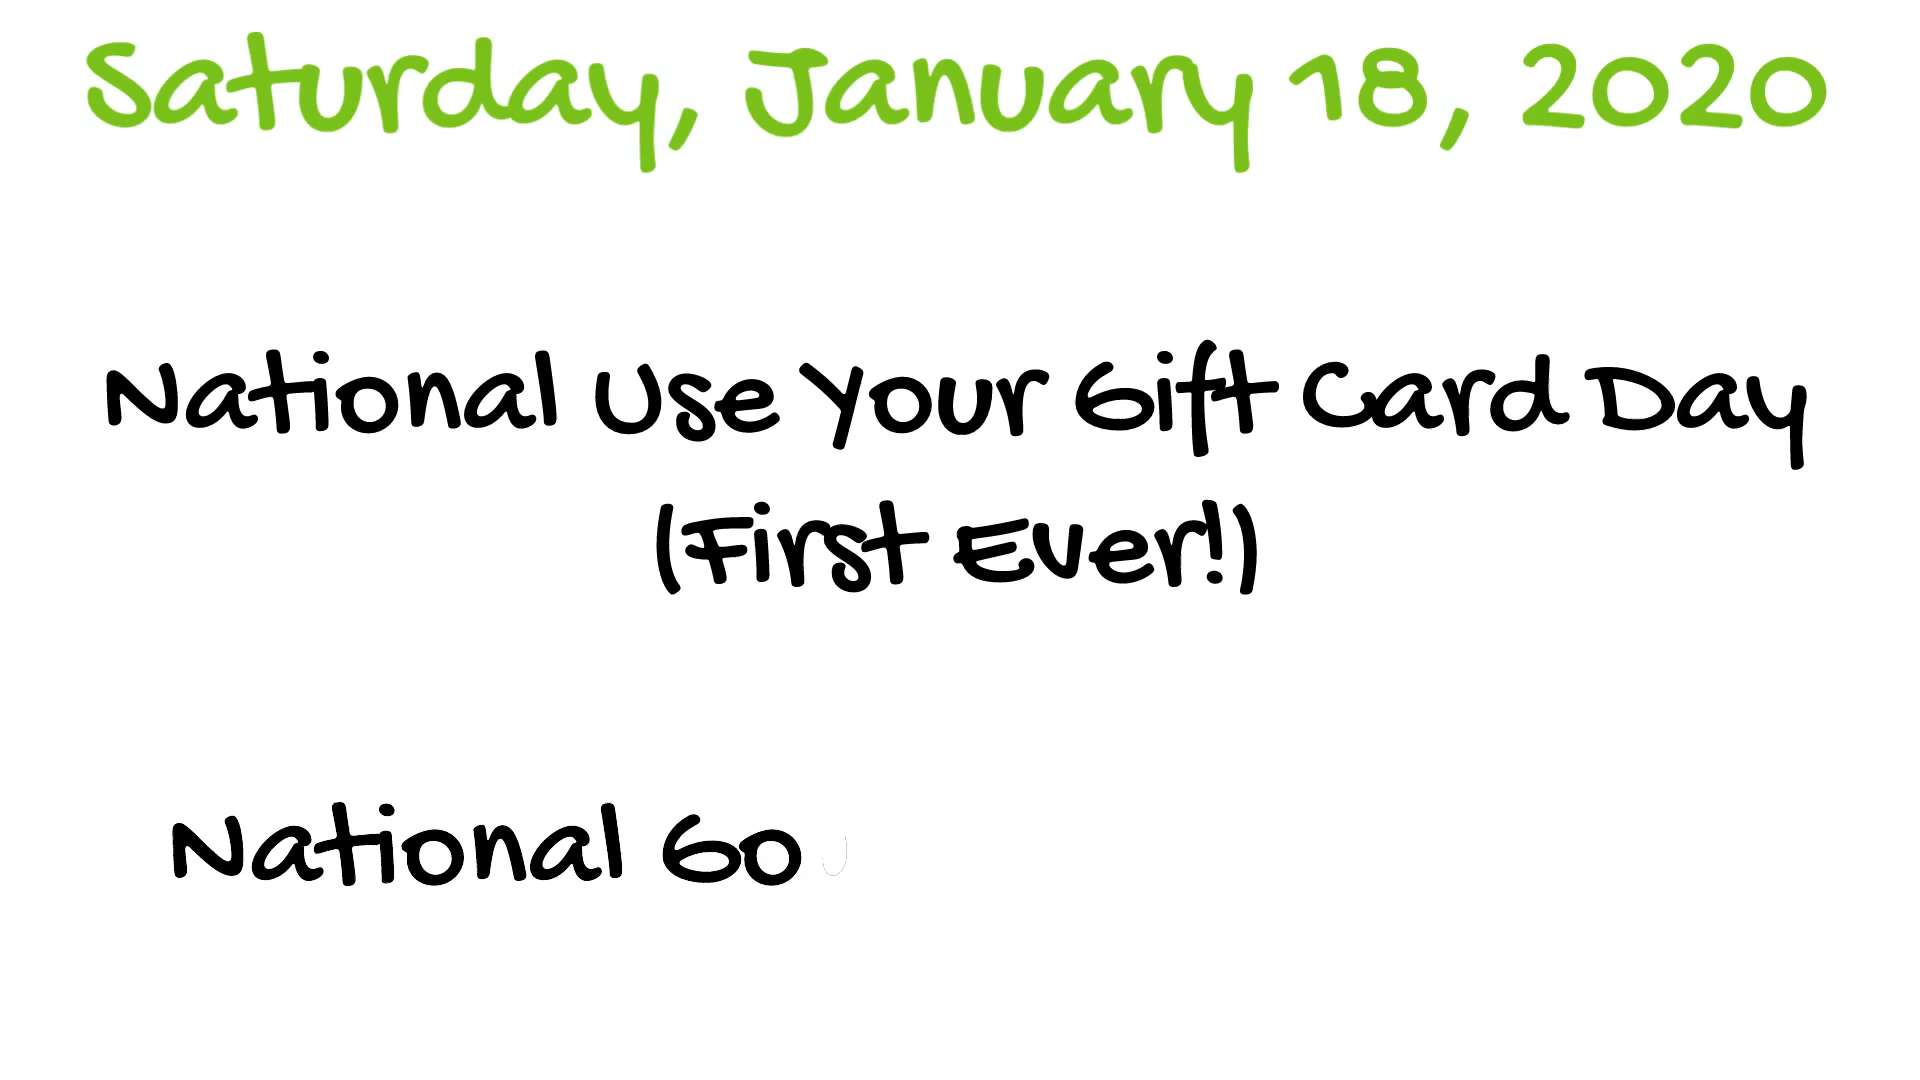 Saturday, January 18, 2020
National Use Your Gift Card Day
(First Ever!)
National Go